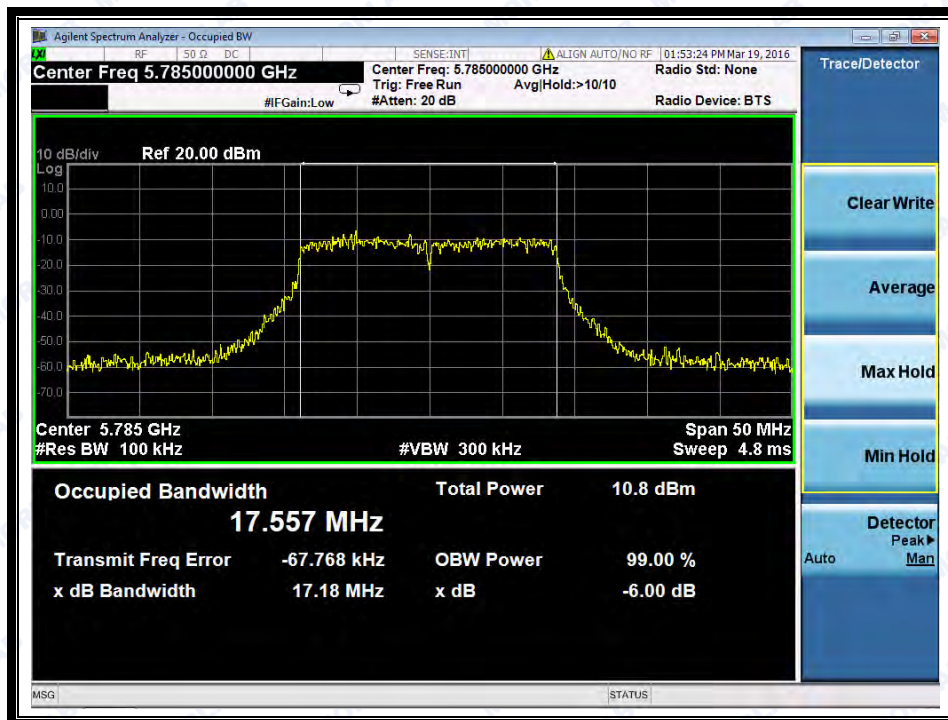 Agilent Spectrum Analyzer - Occupied BW
LXI RF 50 Ω DC SENSE:INT ALIGN AUTO/NO RF 01:53:24 PM Mar 19, 2016
Center Freq 5.785000000 GHz
Center Freq: 5.785000000 GHz
Radio Std: None
Trig: Free Run Avg|Hold:>10/10
#IFGain:Low
#Atten: 20 dB
Radio Device: BTS
10 dB/div Ref 20.00 dBm
Log
10.0
0.00
-10.0
-20.0
-30.0
-40.0
-50.0
-60.0
-70.0
Center 5.785 GHz Span 50 MHz
#Res BW 100 kHz #VBW 300 kHz Sweep 4.8 ms
Occupied Bandwidth Total Power 10.8 dBm
17.557 MHz
Transmit Freq Error -67.768 kHz OBW Power 99.00 %
x dB Bandwidth 17.18 MHz x dB -6.00 dB
MSG STATUS
Trace/Detector
Clear Write
Average
Max Hold
Min Hold
Detector
Peak▶
Auto Man